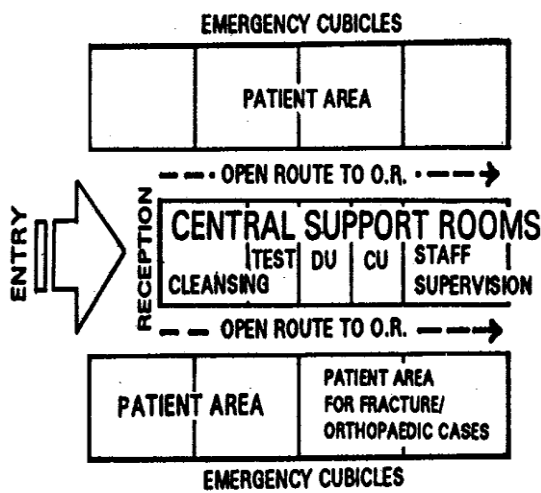 EMERGENCY CUBICLES
PATIENT AREA
OPEN ROUTE TO O.R.
ENTRY
RECEPTION
CENTRAL SUPPORT ROOMS
CLEANSING
TEST
DU
CU
STAFF
SUPERVISION
OPEN ROUTE TO O.R.
PATIENT AREA
PATIENT AREA
FOR FRACTURE/
ORTHOPAEDIC CASES
EMERGENCY CUBICLES